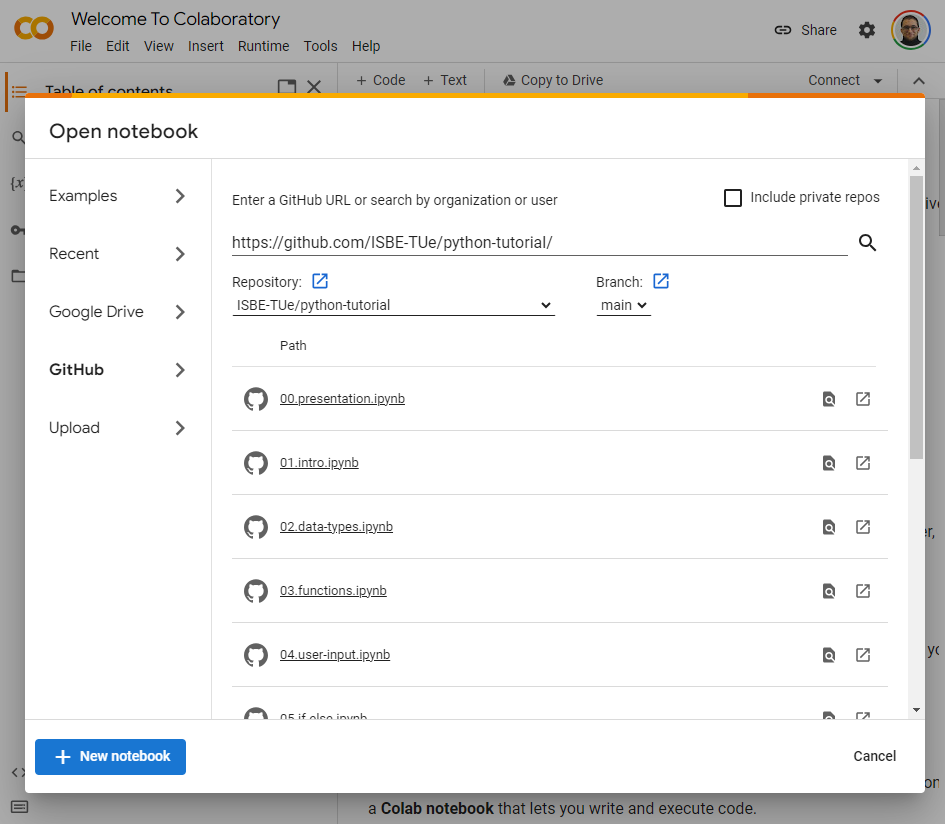 Welcome To Colaboratory
File Edit View Insert Runtime Tools Help
Share
Table of contents
+ Code + Text Copy to Drive Connect
Open notebook
Examples
Recent
Google Drive
GitHub
Upload
Enter a GitHub URL or search by organization or user
Include private repos
https://github.com/ISBE-TUe/python-tutorial/
Repository: Branch:
ISBE-TUe/python-tutorial main
Path
00.presentation.ipynb
01.intro.ipynb
02.data-types.ipynb
03.functions.ipynb
04.user-input.ipynb
05.if-else.ipynb
+ New notebook
Cancel
a Colab notebook that lets you write and execute code.